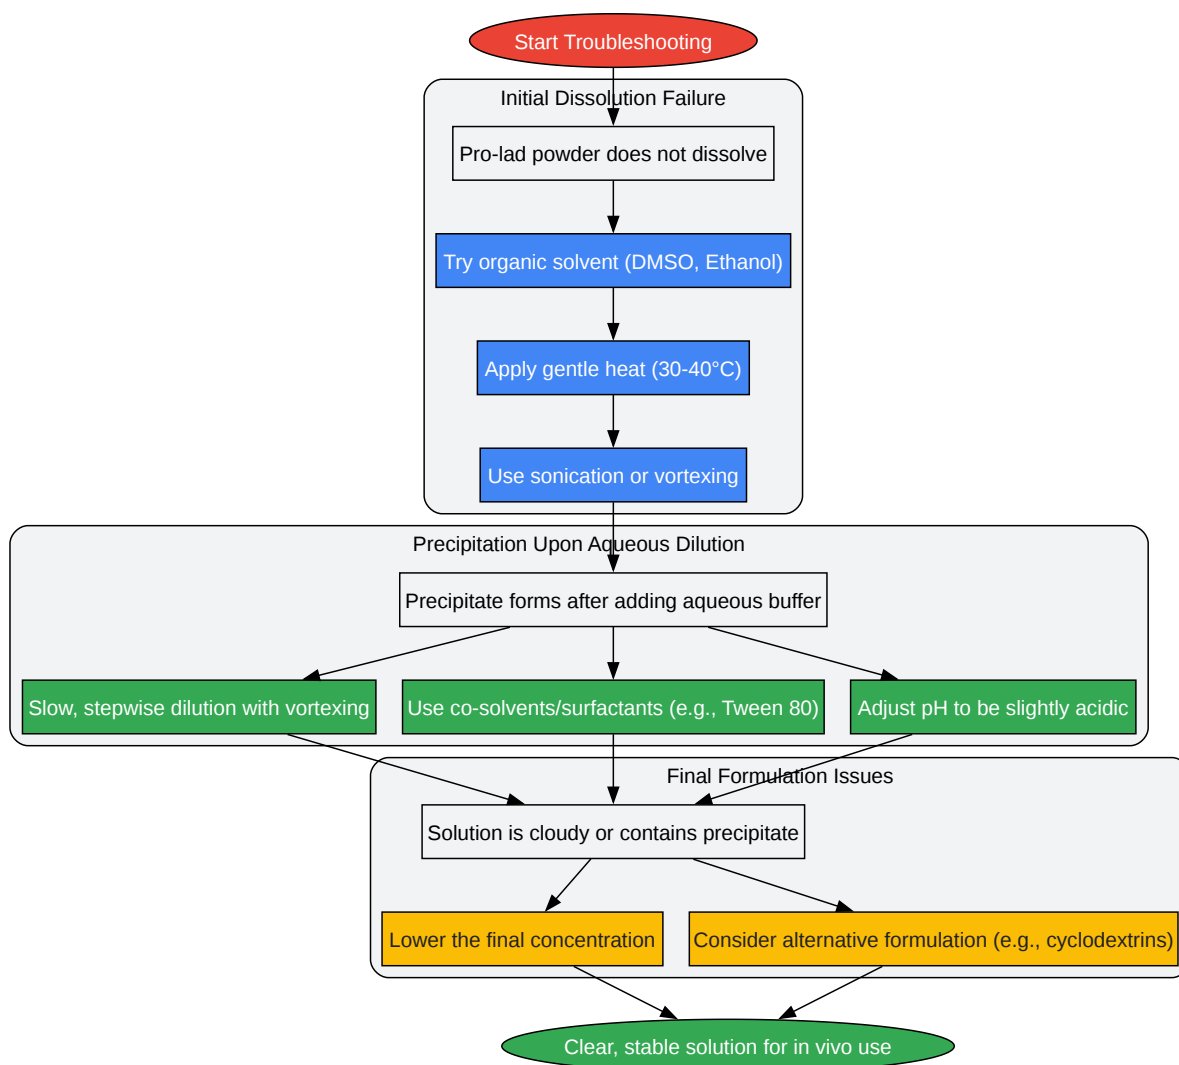 Start Troubleshooting
Initial Dissolution Failure
Pro-lad powder does not dissolve
Try organic solvent (DMSO, Ethanol)
Apply gentle heat (30-40°C)
Use sonication or vortexing
Precipitation Upon Aqueous Dilution
Precipitate forms after adding aqueous buffer
Slow, stepwise dilution with vortexing
Use co-solvents/surfactants (e.g., Tween 80)
Adjust pH to be slightly acidic
Final Formulation Issues
Solution is cloudy or contains precipitate
Lower the final concentration
Consider alternative formulation (e.g., cyclodextrins)
Clear, stable solution for in vivo use